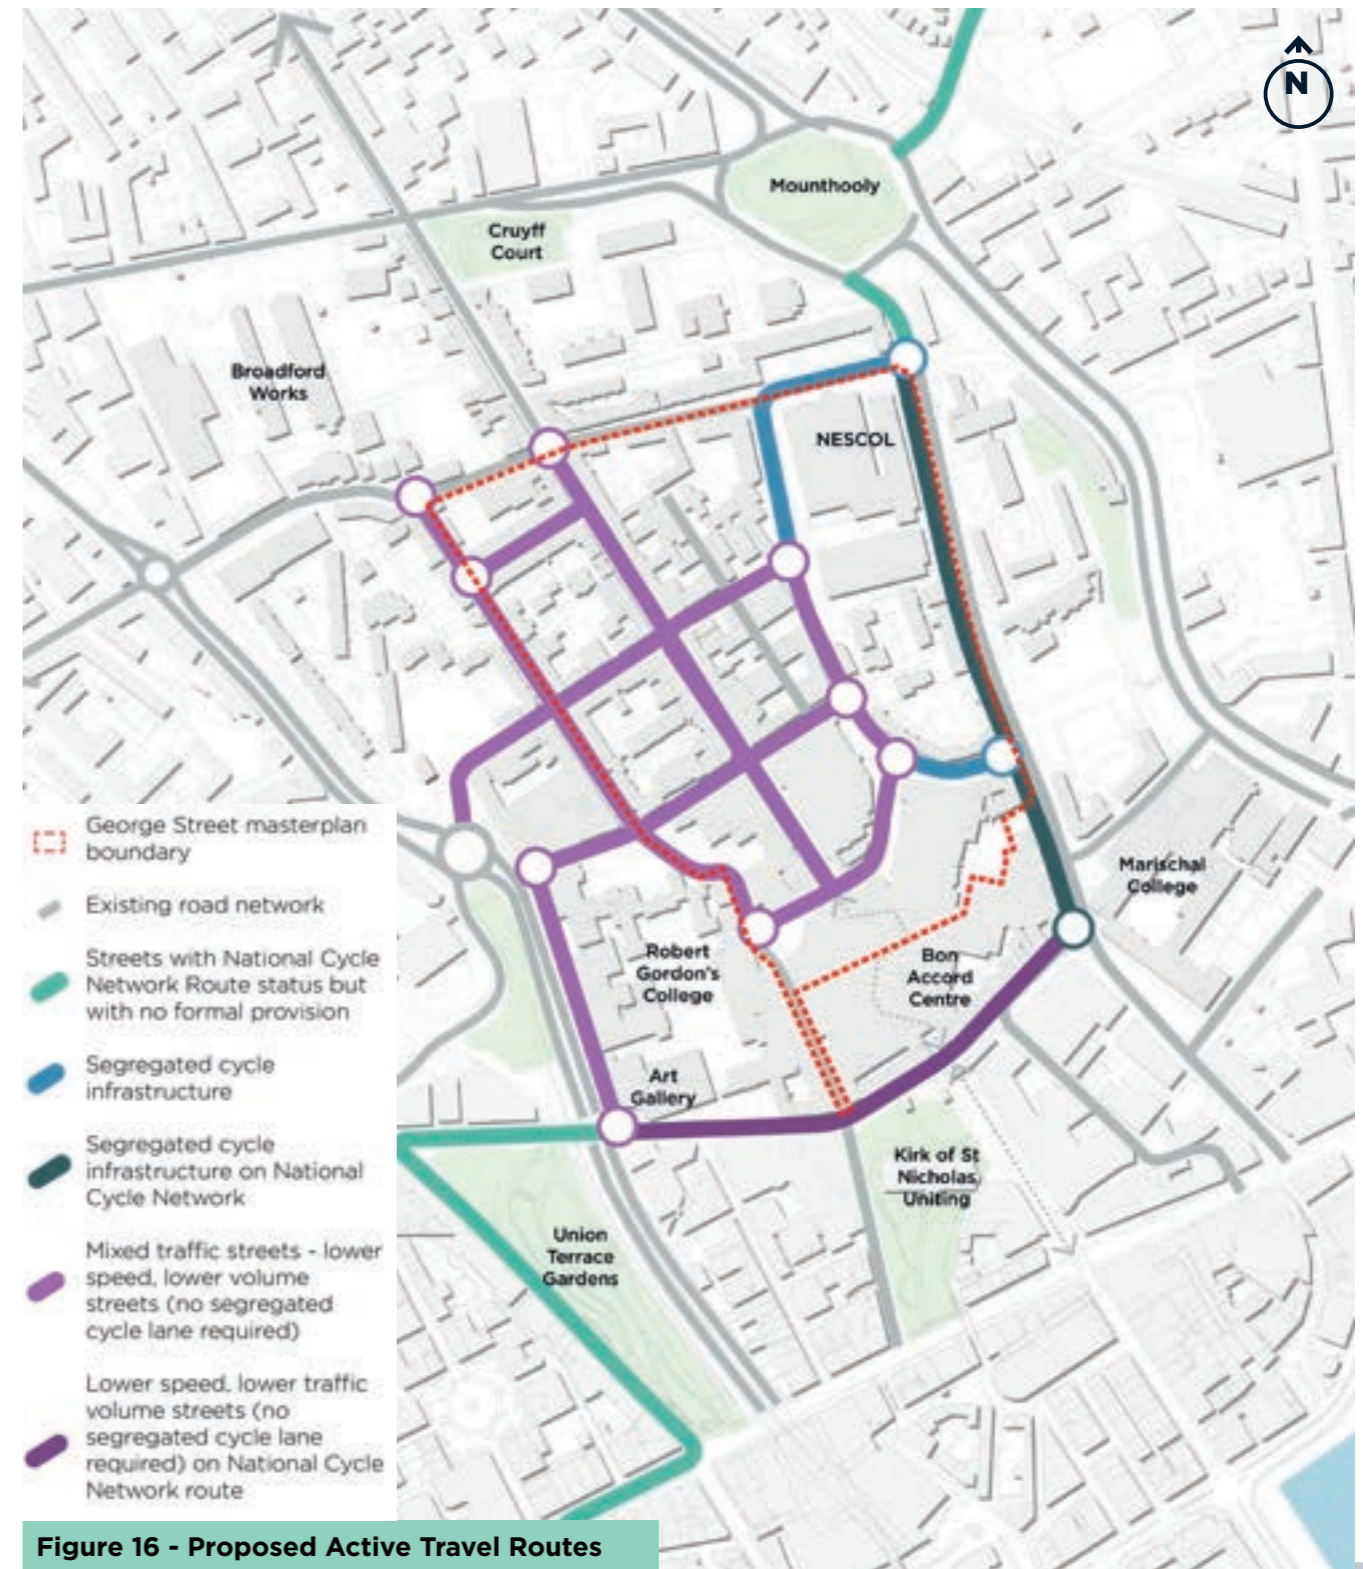 N
Mounthooly
Cruyff
Court
Broadford
Works
NESCOL
Marischal
College
Robert
Gordon's
College
Bon
Accord
Centre
Art
Gallery
Kirk of St
Nicholas
Uniting
Union
Terrace
Gardens
George Street masterplan
boundary
Existing road network
Streets with National Cycle
Network Route status but
with no formal provision
Segregated cycle
infrastructure
Segregated cycle
infrastructure on National
Cycle Network
Mixed traffic streets - lower
speed, lower volume
streets (no segregated
cycle lane required)
Lower speed, lower traffic
volume streets (no
segregated cycle lane
required) on National Cycle
Network route
Figure 16 - Proposed Active Travel Routes